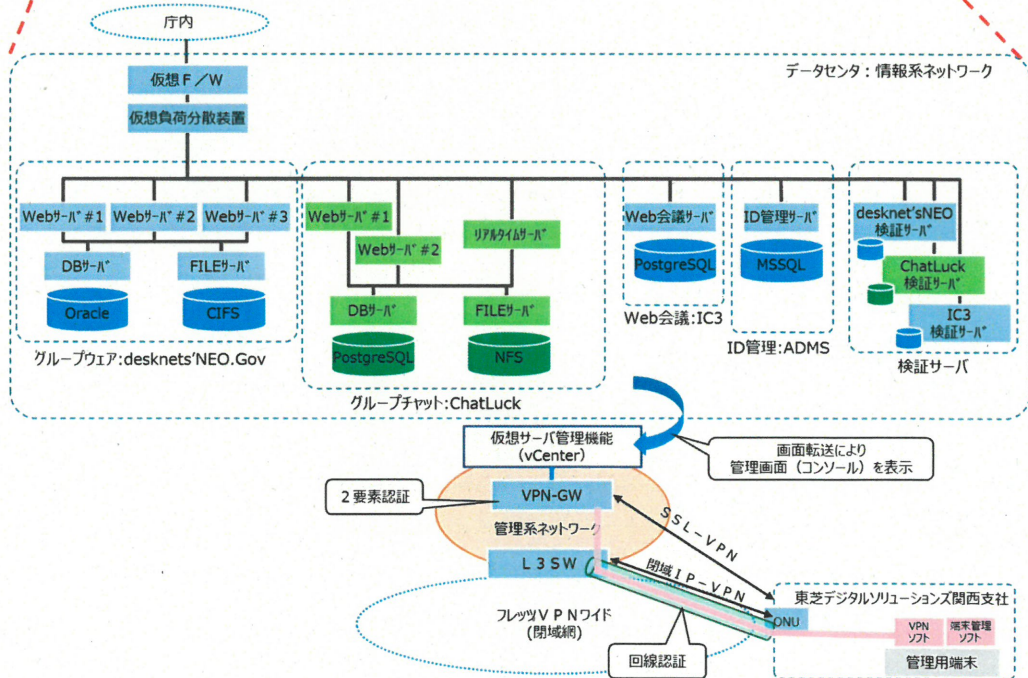 庁内
データセンタ：情報系ネットワーク
仮想Ｆ／Ｗ
仮想負荷分散装置
Webｻｰﾊﾞ#1
Webｻｰﾊﾞ#2
Webｻｰﾊﾞ#3
DBｻｰﾊﾞ
FILEｻｰﾊﾞ
Oracle
CIFS
グループウェア:desknets'NEO.Gov
Webｻｰﾊﾞ#1
Webｻｰﾊﾞ#2
ﾘｱﾙﾀｲﾑｻｰﾊﾞ
DBｻｰﾊﾞ
FILEｻｰﾊﾞ
PostgreSQL
NFS
グループチャット:ChatLuck
Web会議ｻｰﾊﾞ
PostgreSQL
Web会議:IC3
ID管理ｻｰﾊﾞ
MSSQL
ID管理:ADMS
desknet'sNEO
検証ｻｰﾊﾞ
ChatLuck
検証ｻｰﾊﾞ
IC3
検証ｻｰﾊﾞ
検証サーバ
仮想サーバ管理機能
(vCenter)
画面転送により
管理画面（コンソール）を表示
２要素認証
VPN-GW
管理系ネットワーク
Ｌ３ＳＷ
ＳＳＬ-ＶＰＮ
閉域ＩＰ-ＶＰＮ
フレッツＶＰＮワイド
(閉域網)
回線認証
東芝デジタルソリューションズ関西支社
ONU
VPN
ソフト
端末管理
ソフト
管理用端末